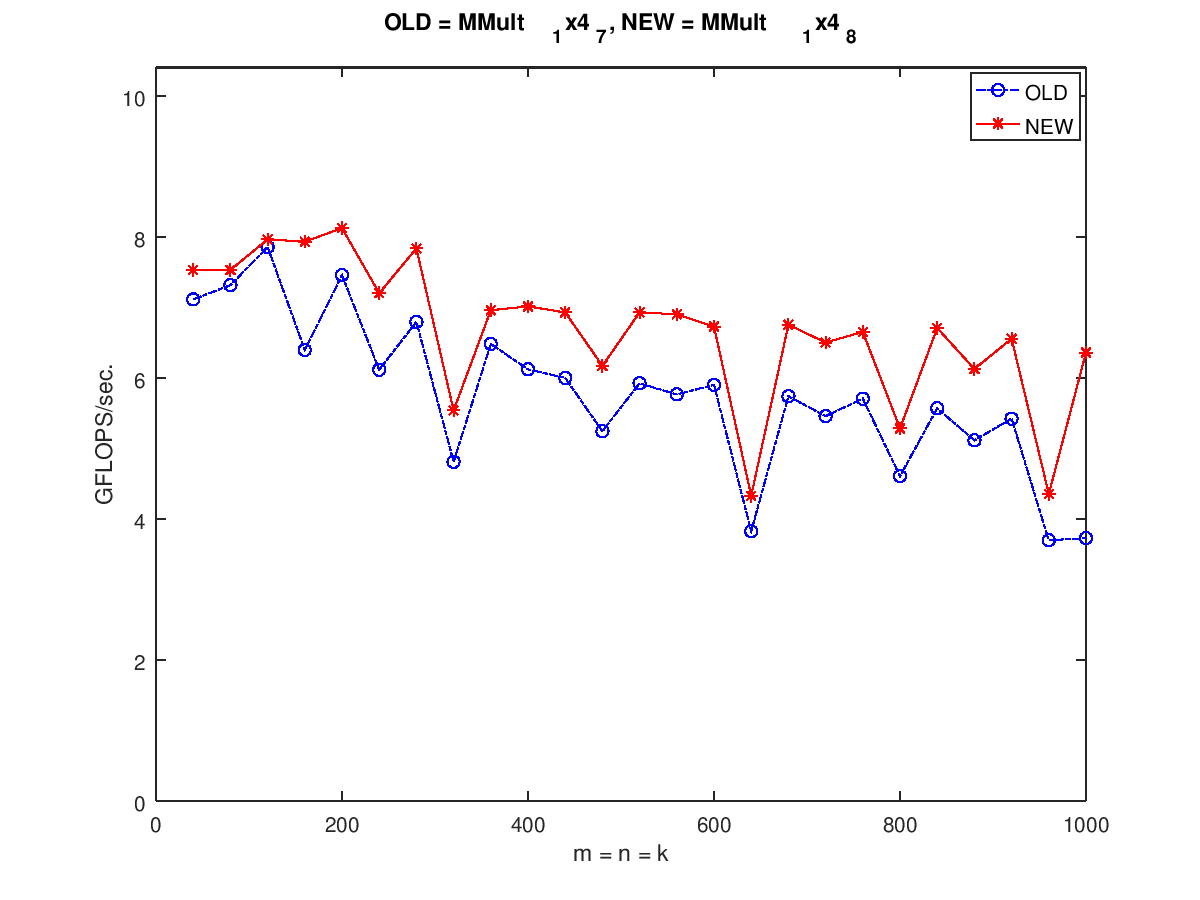 OLD = MMult 1x4 7, NEW = MMult 1x4 8
OLD
NEW
10
8
6
4
2
0
GFLOPS/sec.
0 200 400 600 800 1000
m = n = k